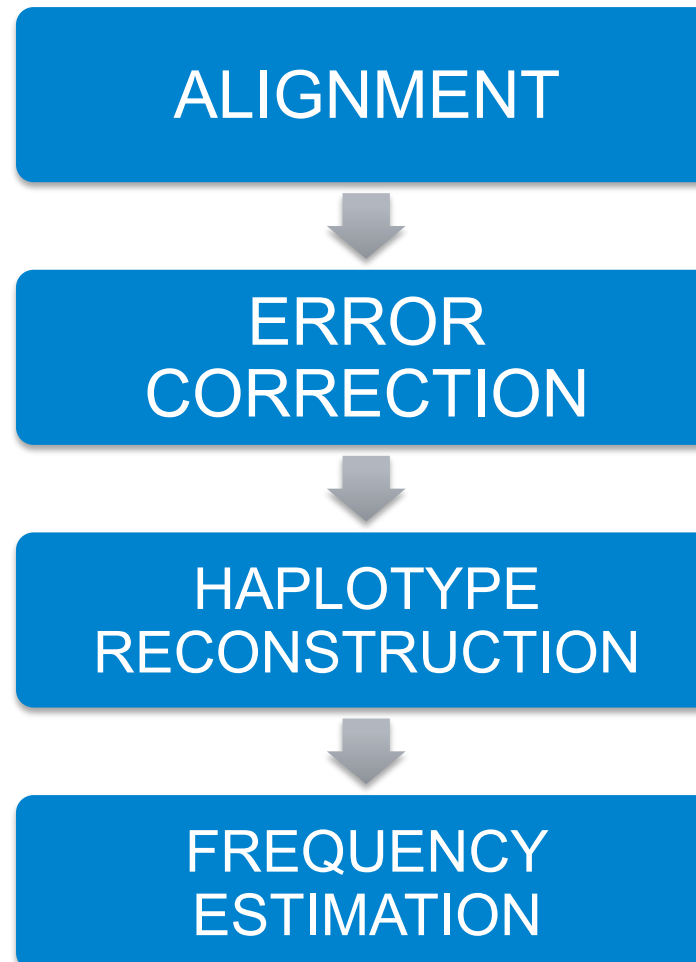 ALIGNMENT
ERROR
CORRECTION
HAPLOTYPE
RECONSTRUCTION
FREQUENCY
ESTIMATION